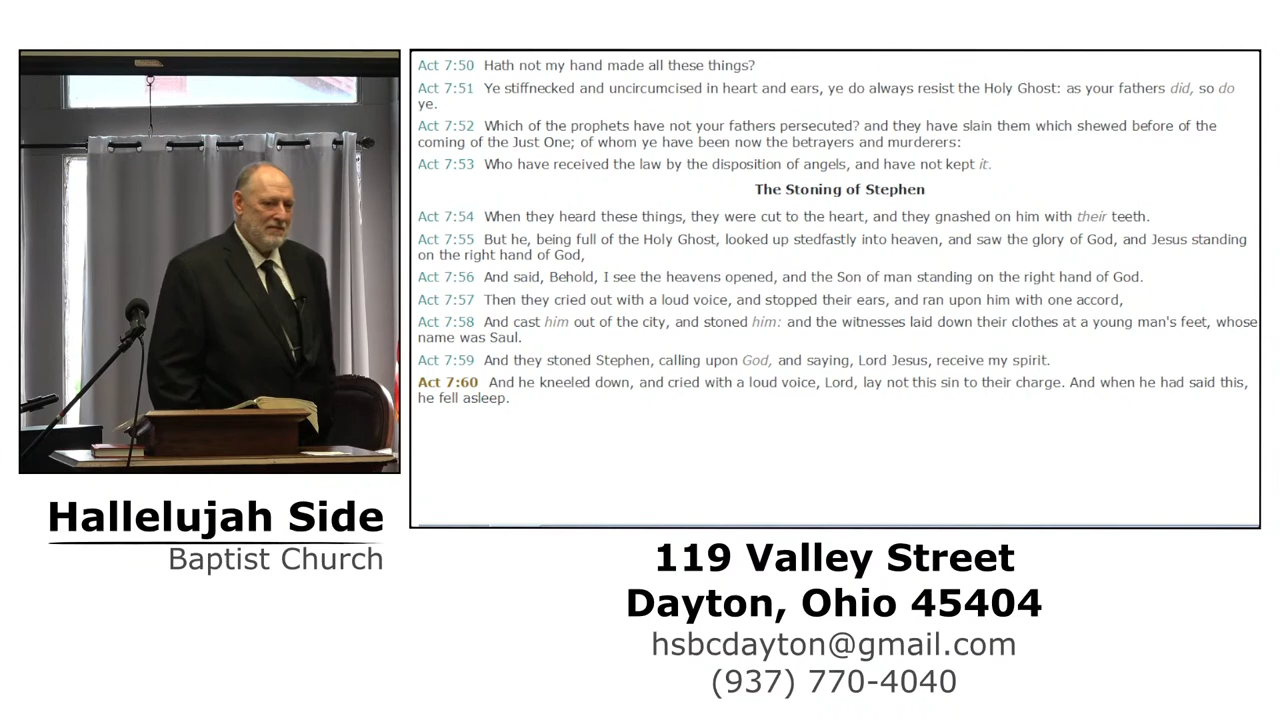 Act 7:50 Hath not my hand made all these things?
Act 7:51 Ye stiffnecked and uncircumcised in heart and ears, ye do always resist the Holy Ghost: as your fathers did, so do
ye.
Act 7:52 Which of the prophets have not your fathers persecuted? and they have slain them which shewed before of the
coming of the Just One; of whom ye have been now the betrayers and murderers:
Act 7:53 Who have received the law by the disposition of angels, and have not kept it.
The Stoning of Stephen
Act 7:54 When they heard these things, they were cut to the heart, and they gnashed on him with their teeth.
Act 7:55 But he, being full of the Holy Ghost, looked up stedfastly into heaven, and saw the glory of God, and Jesus standing
on the right hand of God,
Act 7:56 And said, Behold, I see the heavens opened, and the Son of man standing on the right hand of God.
Act 7:57 Then they cried out with a loud voice, and stopped their ears, and ran upon him with one accord,
Act 7:58 And cast him out of the city, and stoned him: and the witnesses laid down their clothes at a young man's feet, whose
name was Saul.
Act 7:59 And they stoned Stephen, calling upon God, and saying, Lord Jesus, receive my spirit.
Act 7:60 And he kneeled down, and cried with a loud voice, Lord, lay not this sin to their charge. And when he had said this,
he fell asleep.
Hallelujah Side
Baptist Church
119 Valley Street
Dayton, Ohio 45404
hsbcdayton@gmail.com
(937) 770-4040